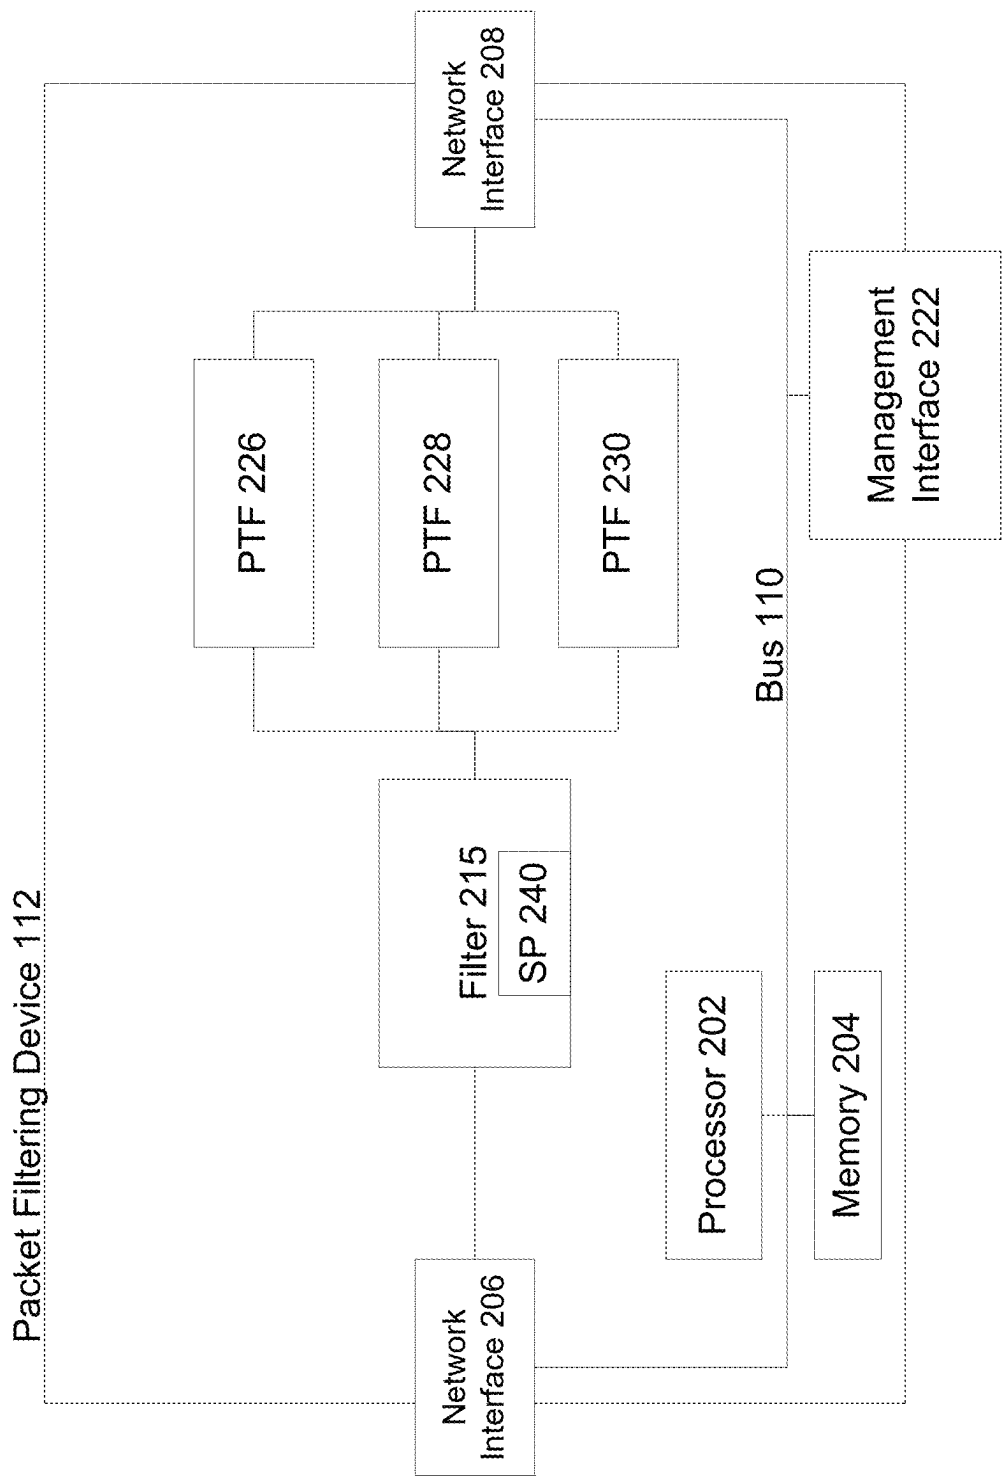 Packet Filtering Device 112
PTF 226
Network
Interface 206
Filter 215
SP 240
PTF 228
Network
Interface 208
PTF 230
Processor 202
Bus 110
Memory 204
Management
Interface 222